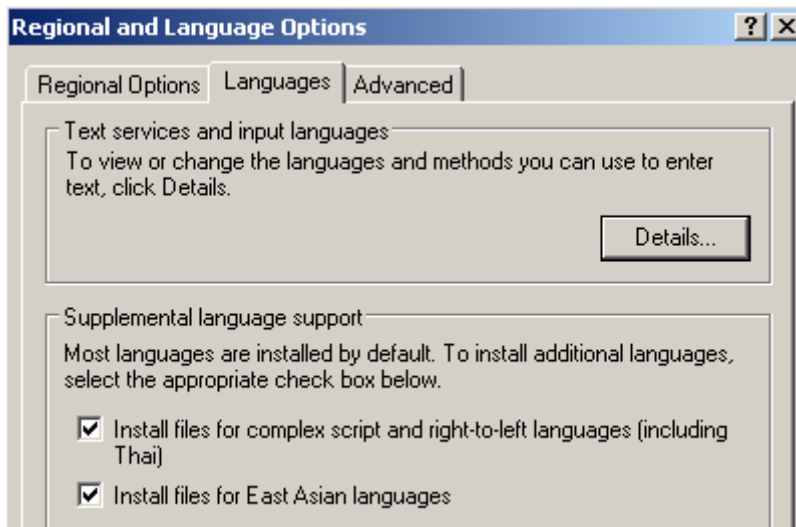 Regional and Language Options
Regional Options Languages Advanced
Text services and input languages
To view or change the languages and methods you can use to enter
text, click Details.
Details...
Supplemental language support
Most languages are installed by default. To install additional languages,
select the appropriate check box below.
Install files for complex script and right-to-left languages (including
Thai)
Install files for East Asian languages